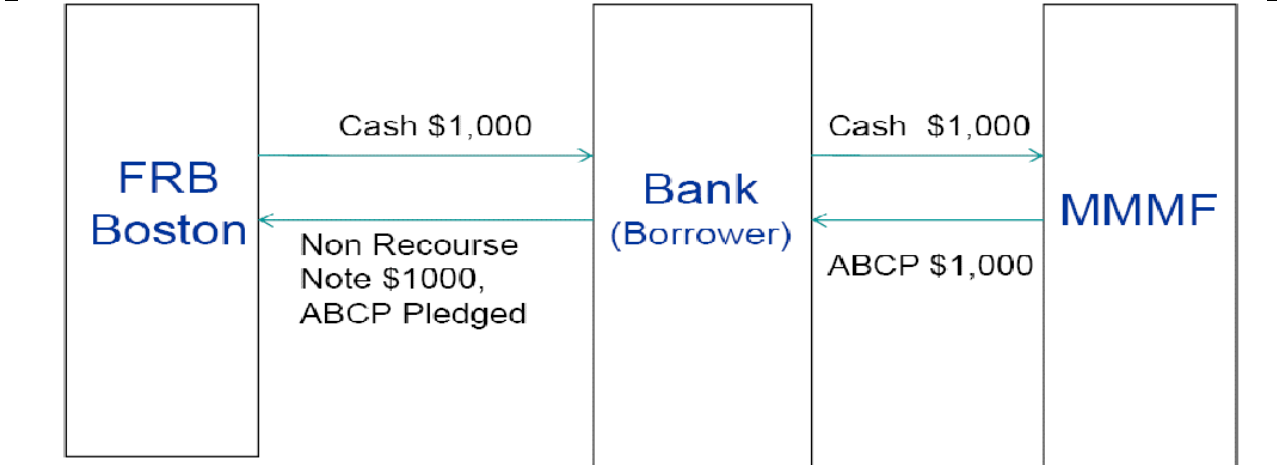 FRB
Boston
Cash $1,000
Non Recourse
Note $1000,
ABCP Pledged
Bank
(Borrower)
Cash $1,000
ABCP $1,000
MMMF